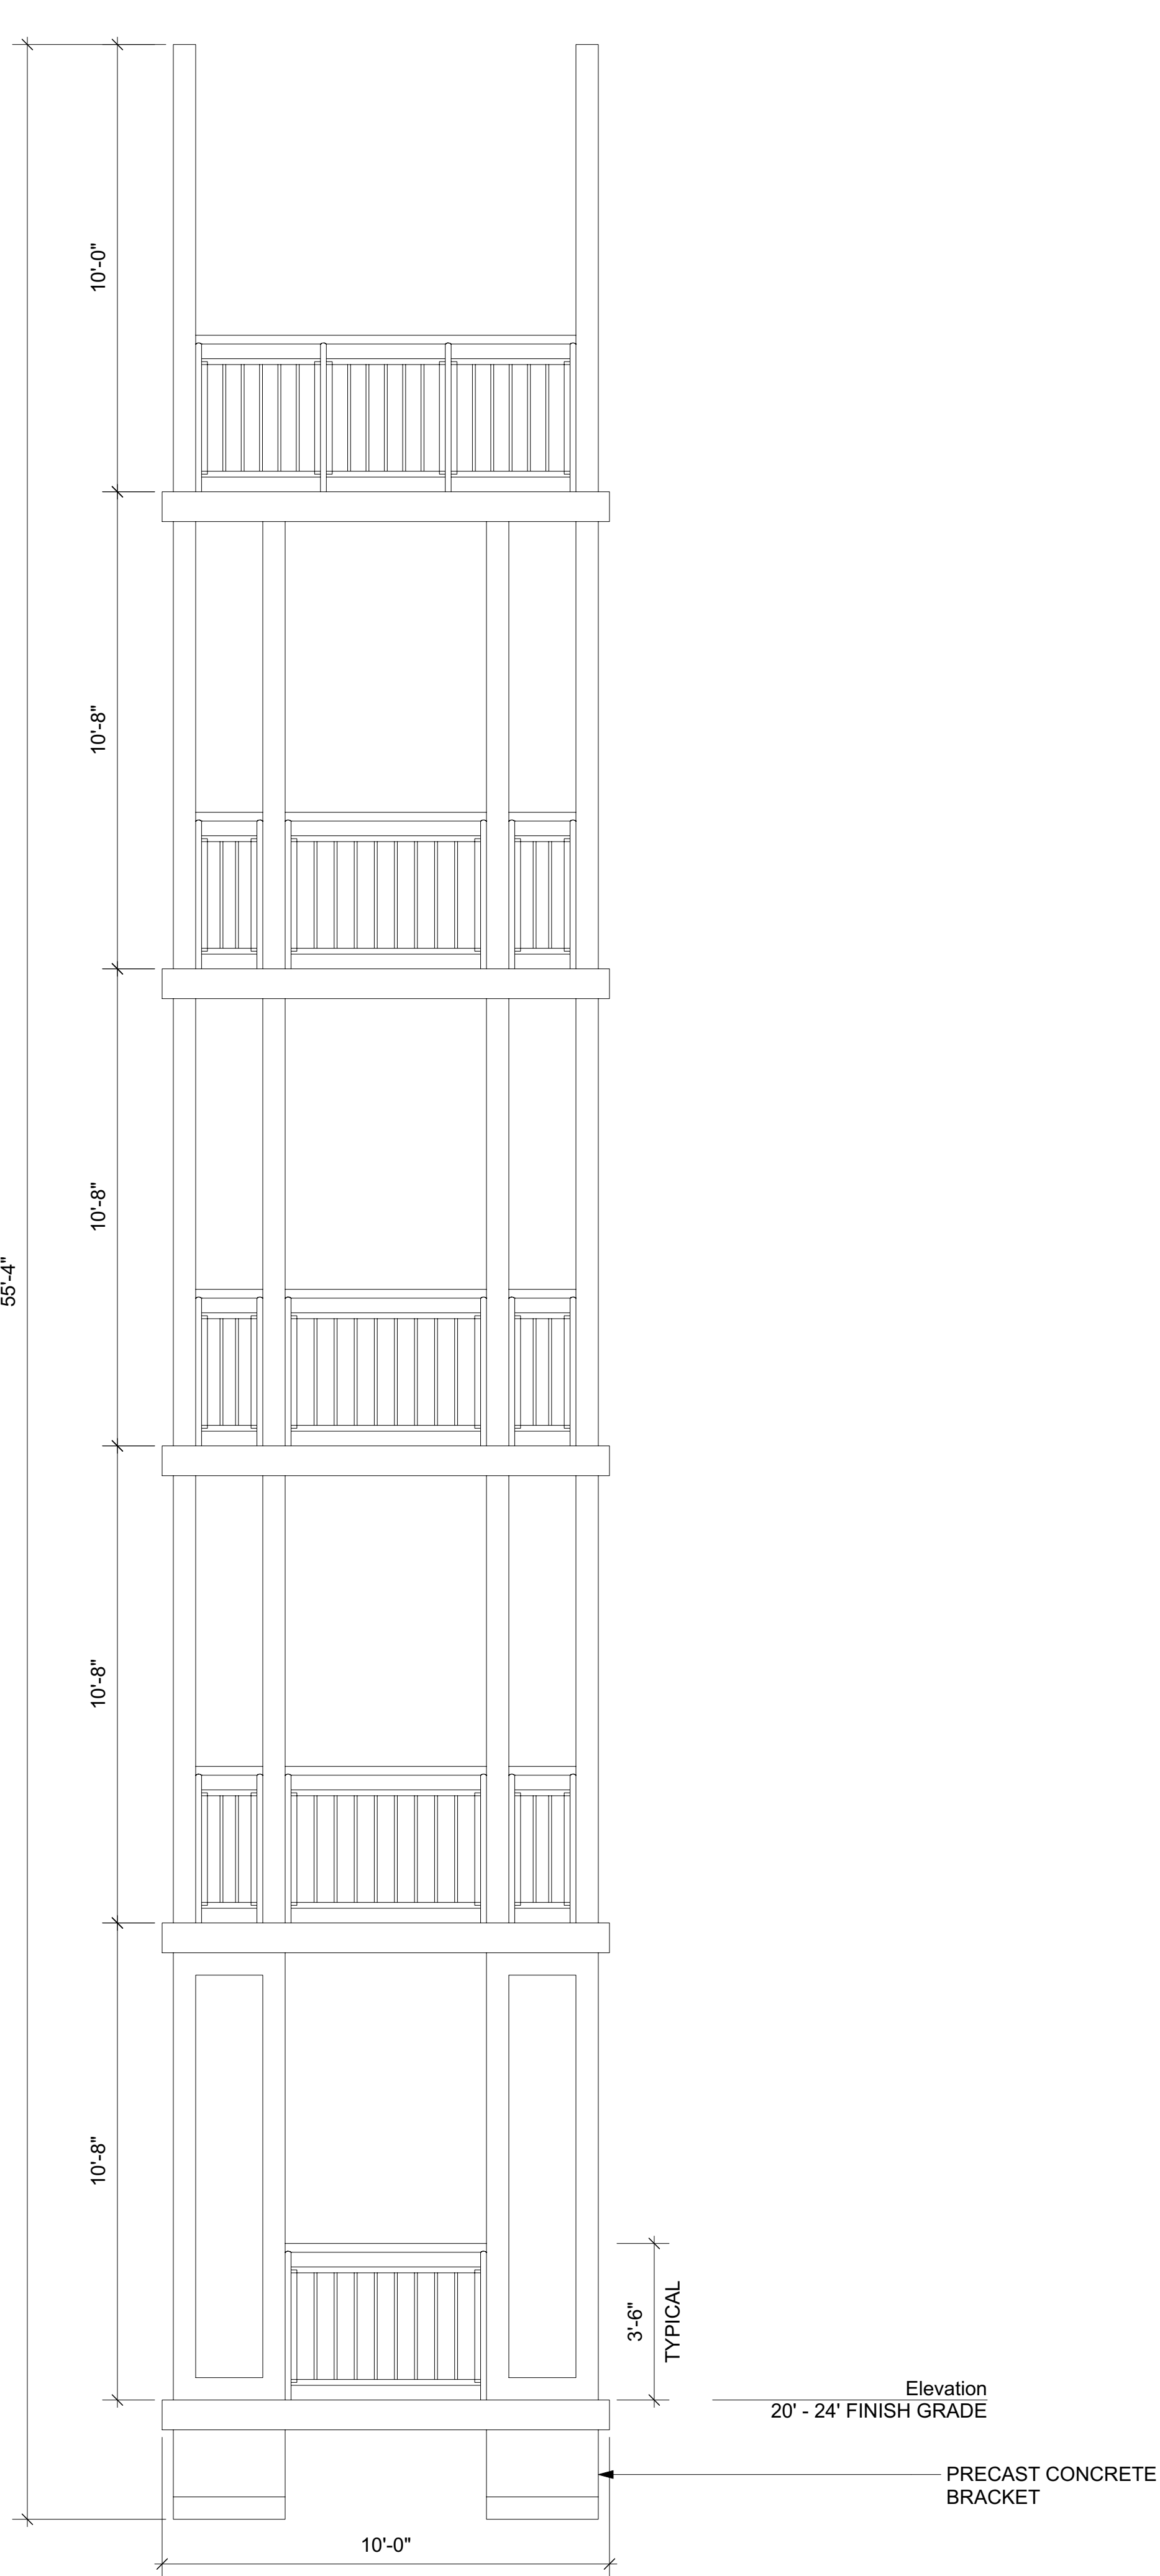 10'-0"
10'-8"
10'-8"
55'-4"
10'-8"
10'-8"
3'-6"
TYPICAL
Elevation
20' - 24' FINISH GRADE
PRECAST CONCRETE
BRACKET
10'-0"